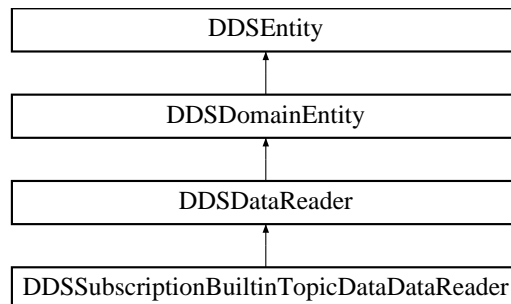 DDSEntity
DDSDomainEntity
DDSDataReader
DDSSubscriptionBuiltinTopicDataDataReader